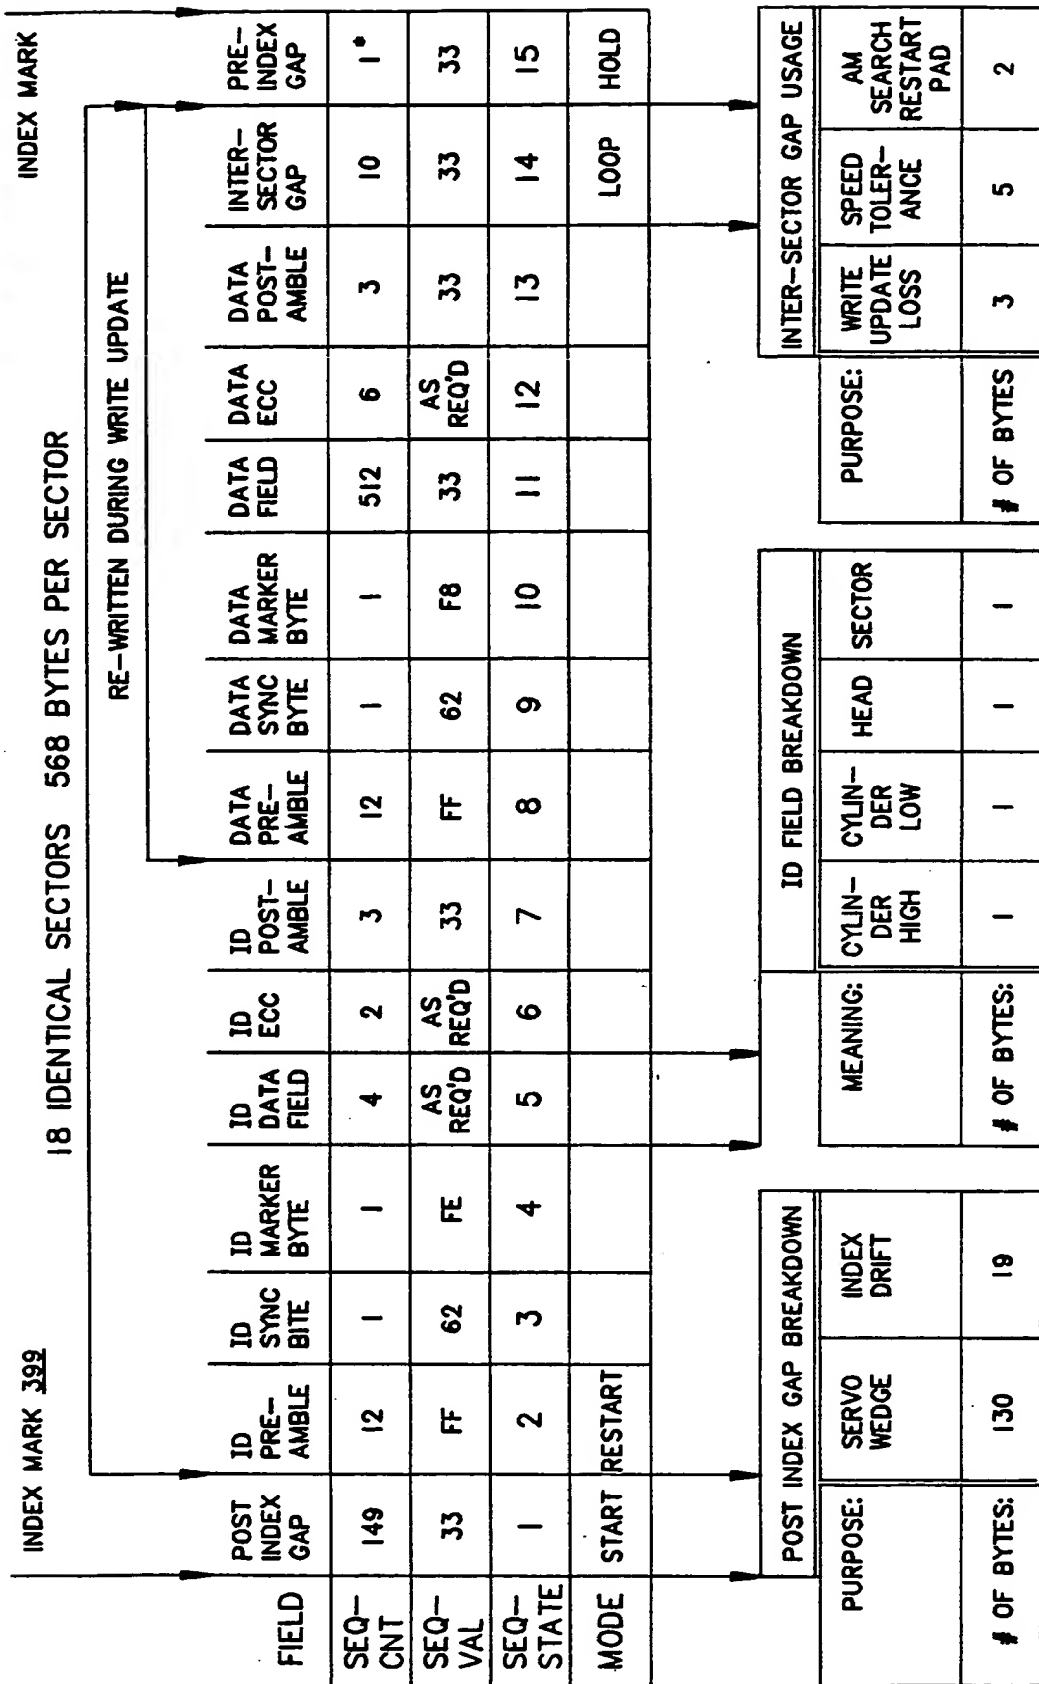 INDEX MARK 399
INDEX MARK
18 IDENTICAL SECTORS 568 BYTES PER SECTOR
RE-WRITTEN DURING WRITE UPDATE
FIELD
POST
INDEX
GAP
ID
PRE-
AMBLE
ID
SYNC
BITE
ID
MARKER
BYTE
ID
DATA
FIELD
ID
ECC
ID
POST-
AMBLE
DATA
PRE-
AMBLE
DATA
SYNC
BYTE
DATA
MARKER
BYTE
DATA
FIELD
DATA
ECC
DATA
POST-
AMBLE
INTER-
SECTOR
GAP
PRE-
INDEX
GAP
SEQ-
CNT
149
12
1
1
4
2
3
12
1
1
512
6
3
10
1*
SEQ-
VAL
33
FF
62
FE
AS
REQ'D
AS
REQ'D
33
FF
62
F8
33
AS
REQ'D
33
33
33
SEQ-
STATE
1
2
3
4
5
6
7
8
9
10
11
12
13
14
15
MODE
START
RESTART
LOOP
HOLD
POST INDEX GAP BREAKDOWN
PURPOSE:
SERVO
WEDGE
INDEX
DRIFT
# OF BYTES:
130
19
ID FIELD BREAKDOWN
MEANING:
CYLIN-
DER
HIGH
CYLIN-
DER
LOW
HEAD
SECTOR
# OF BYTES:
1
1
1
1
INTER-SECTOR GAP USAGE
PURPOSE:
WRITE
UPDATE
LOSS
SPEED
TOLER-
ANCE
AM
SEARCH
RESTART
PAD
# OF BYTES
3
5
2